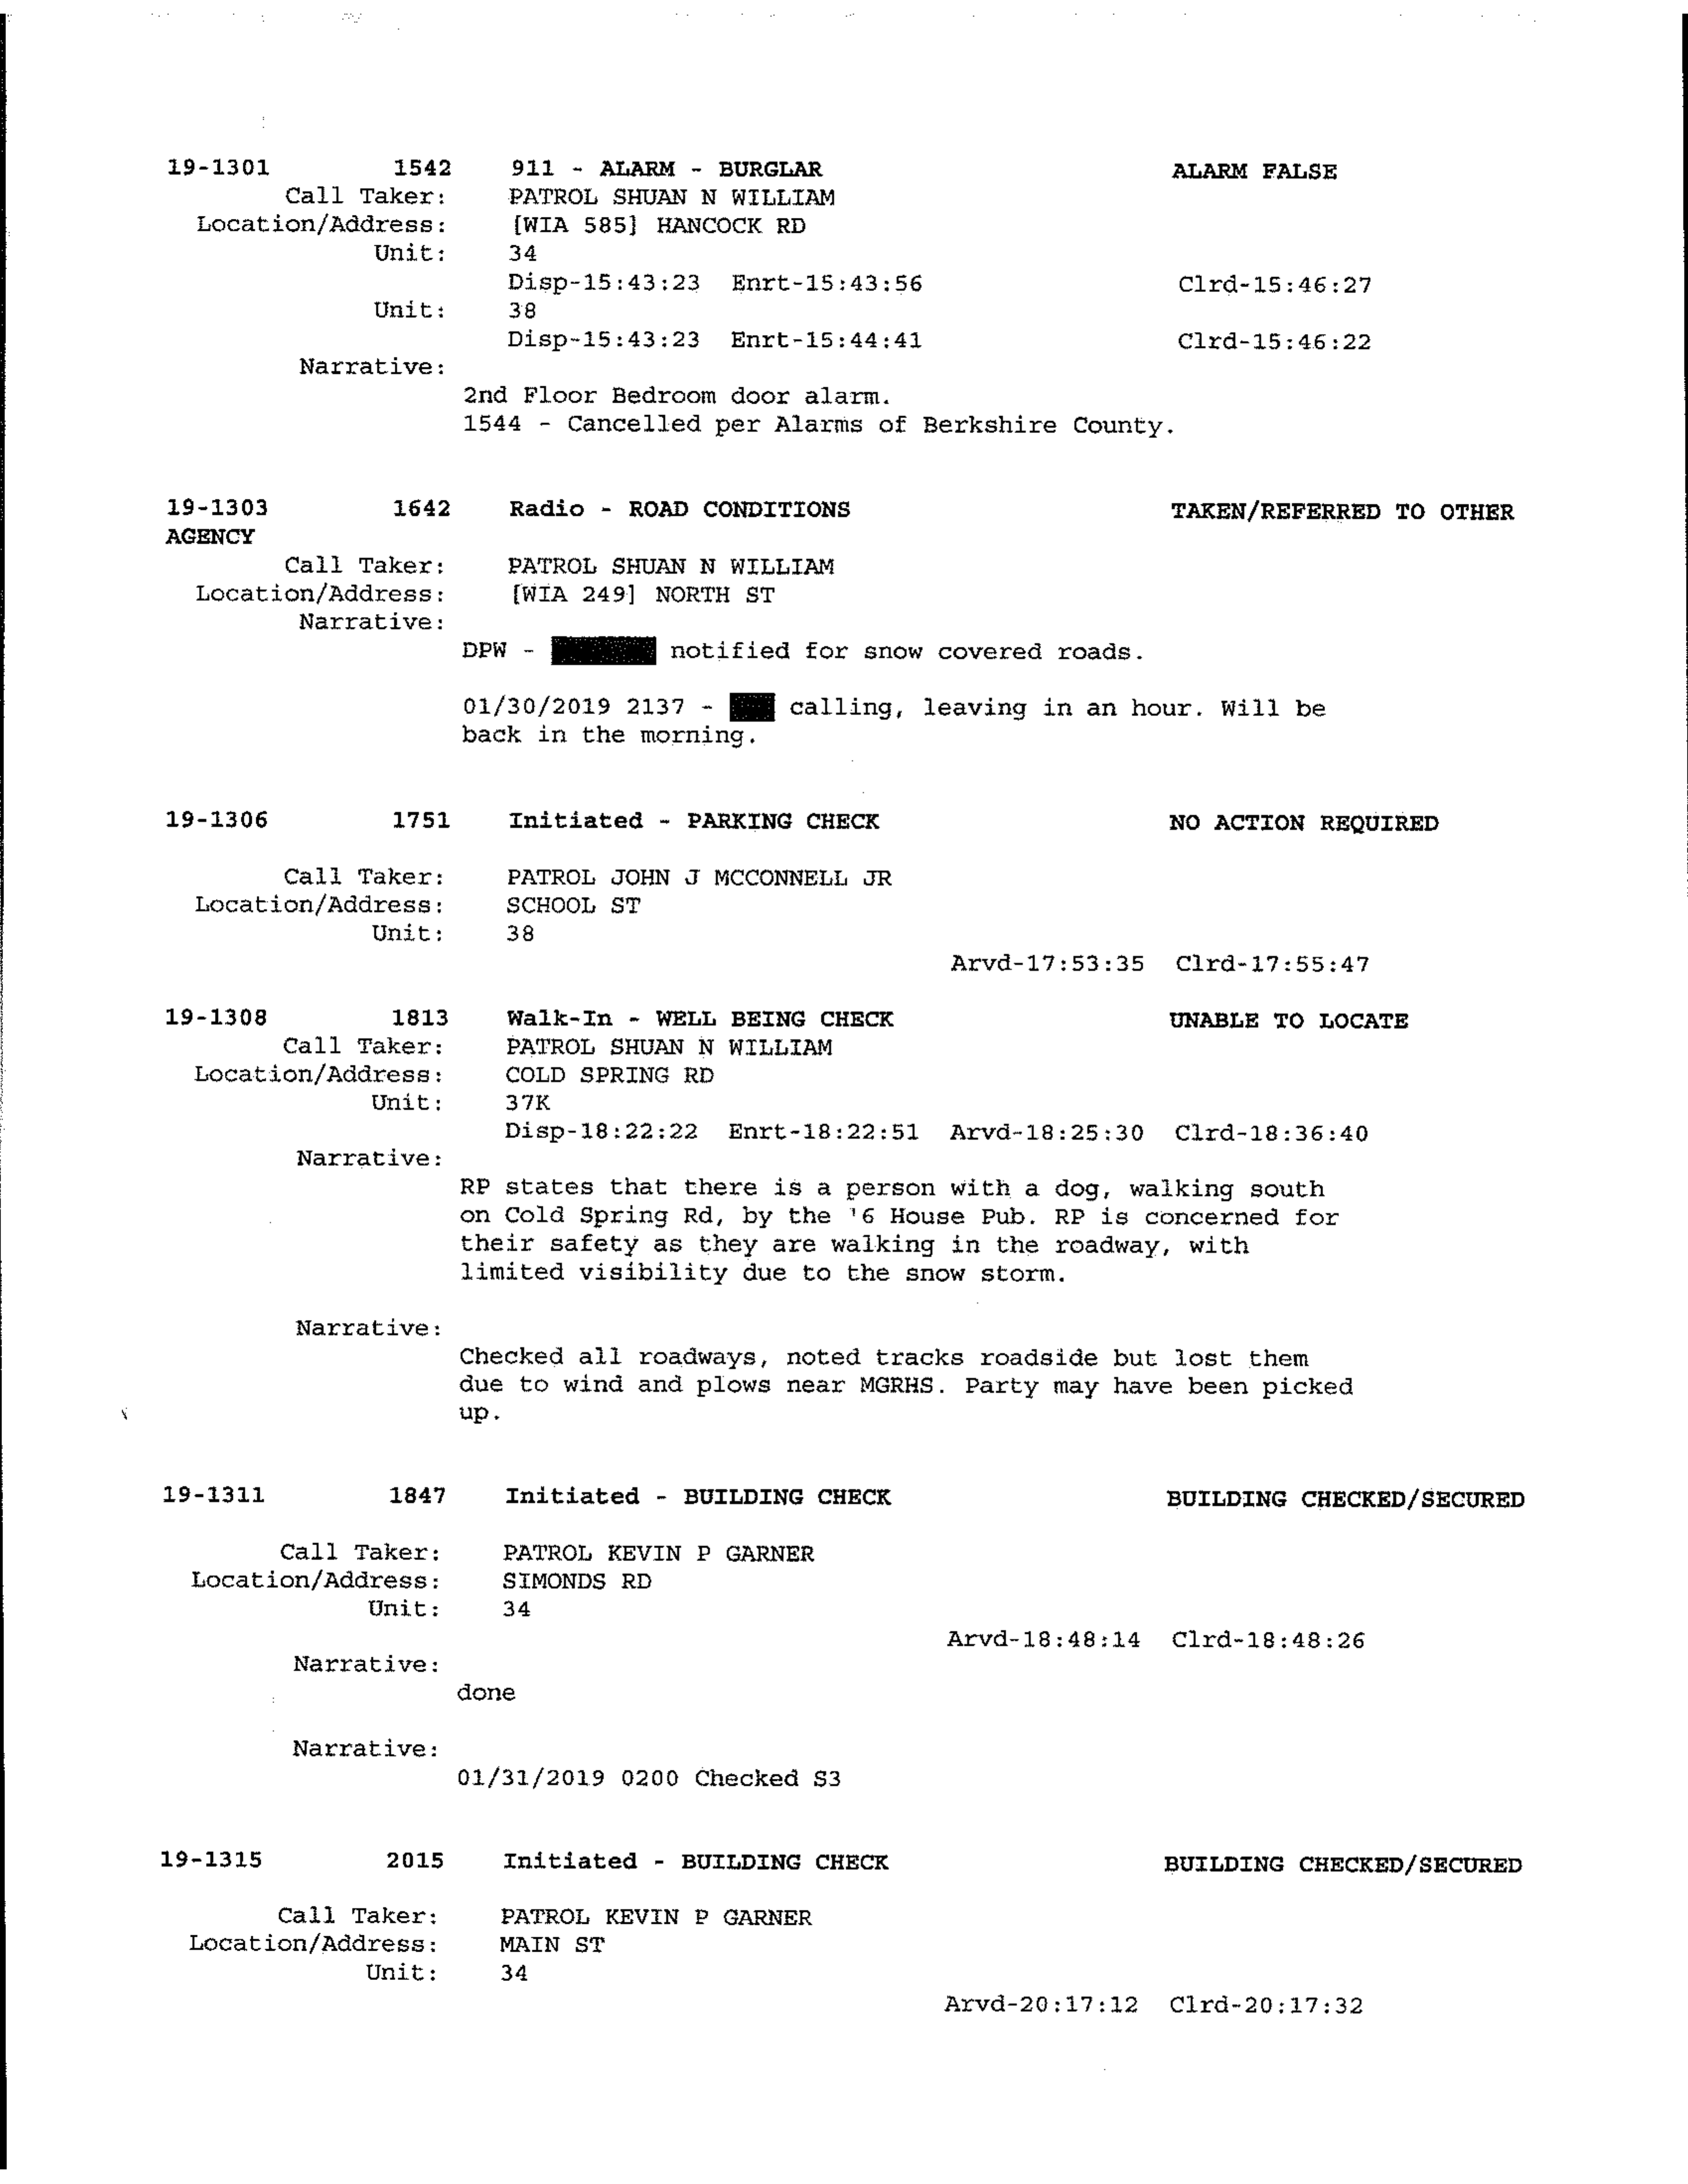 19-1301 1542 911 - ALARM - BURGLAR ALARM FALSE
Call Taker: PATROL SHUAN N WILLIAM
Location/Address: [WIA 585] HANCOCK RD
Unit: 34
Disp-15:43:23 Enrt-15:43:56 Clrd-15:46:27
Unit: 38
Disp-15:43:23 Enrt-15:44:41 Clrd-15:46:22
Narrative:
2nd Floor Bedroom door alarm.
1544 - Cancelled per Alarms of Berkshire County.
19-1303 1642 Radio - ROAD CONDITIONS TAKEN/REFERRED TO OTHER
AGENCY
Call Taker: PATROL SHUAN N WILLIAM
Location/Address: [WIA 249] NORTH ST
Narrative:
DPW - notified for snow covered roads.
01/30/2019 2137 - calling, leaving in an hour. Will be
back in the morning.
19-1306 1751 Initiated - PARKING CHECK NO ACTION REQUIRED
Call Taker: PATROL JOHN J MCCONNELL JR
Location/Address: SCHOOL ST
Unit: 38
Arvd-17:53:35 Clrd-17:55:47
19-1308 1813 Walk-In - WELL BEING CHECK UNABLE TO LOCATE
Call Taker: PATROL SHUAN N WILLIAM
Location/Address: COLD SPRING RD
Unit: 37K
Disp-18:22:22 Enrt-18:22:51 Arvd-18:25:30 Clrd-18:36:40
Narrative:
RP states that there is a person with a dog, walking south
on Cold Spring Rd, by the '6 House Pub. RP is concerned for
their safety as they are walking in the roadway, with
limited visibility due to the snow storm.
Narrative:
Checked all roadways, noted tracks roadside but lost them
due to wind and plows near MGRHS. Party may have been picked
up.
19-1311 1847 Initiated - BUILDING CHECK BUILDING CHECKED/SECURED
Call Taker: PATROL KEVIN P GARNER
Location/Address: SIMONDS RD
Unit: 34
Arvd-18:48:14 Clrd-18:48:26
Narrative:
done
Narrative:
01/31/2019 0200 Checked S3
19-1315 2015 Initiated - BUILDING CHECK BUILDING CHECKED/SECURED
Call Taker: PATROL KEVIN P GARNER
Location/Address: MAIN ST
Unit: 34
Arvd-20:17:12 Clrd-20:17:32